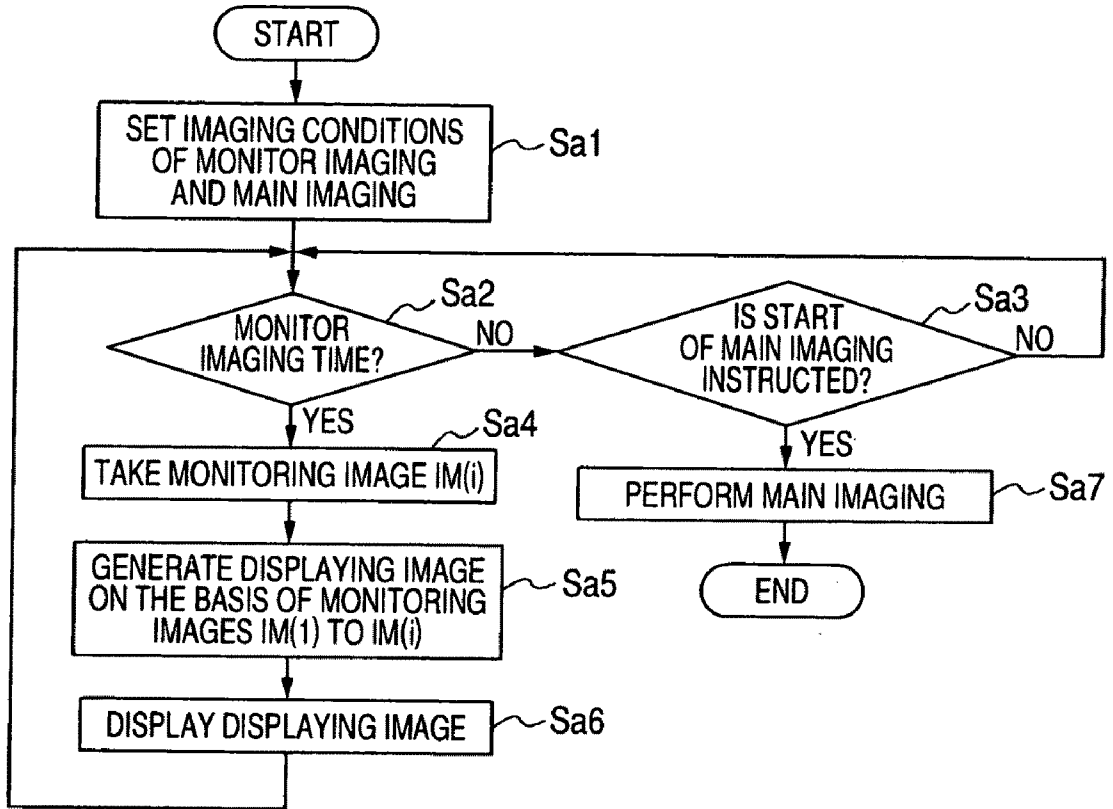 START
SET IMAGING CONDITIONS
OF MONITOR IMAGING
AND MAIN IMAGING
Sa1
MONITOR
IMAGING TIME?
Sa2
NO
YES
IS START
OF MAIN IMAGING
INSTRUCTED?
Sa3
NO
YES
TAKE MONITORING IMAGE IM(i)
Sa4
PERFORM MAIN IMAGING
Sa7
GENERATE DISPLAYING IMAGE
ON THE BASIS OF MONITORING
IMAGES IM(1) TO IM(i)
Sa5
END
DISPLAY DISPLAYING IMAGE
Sa6